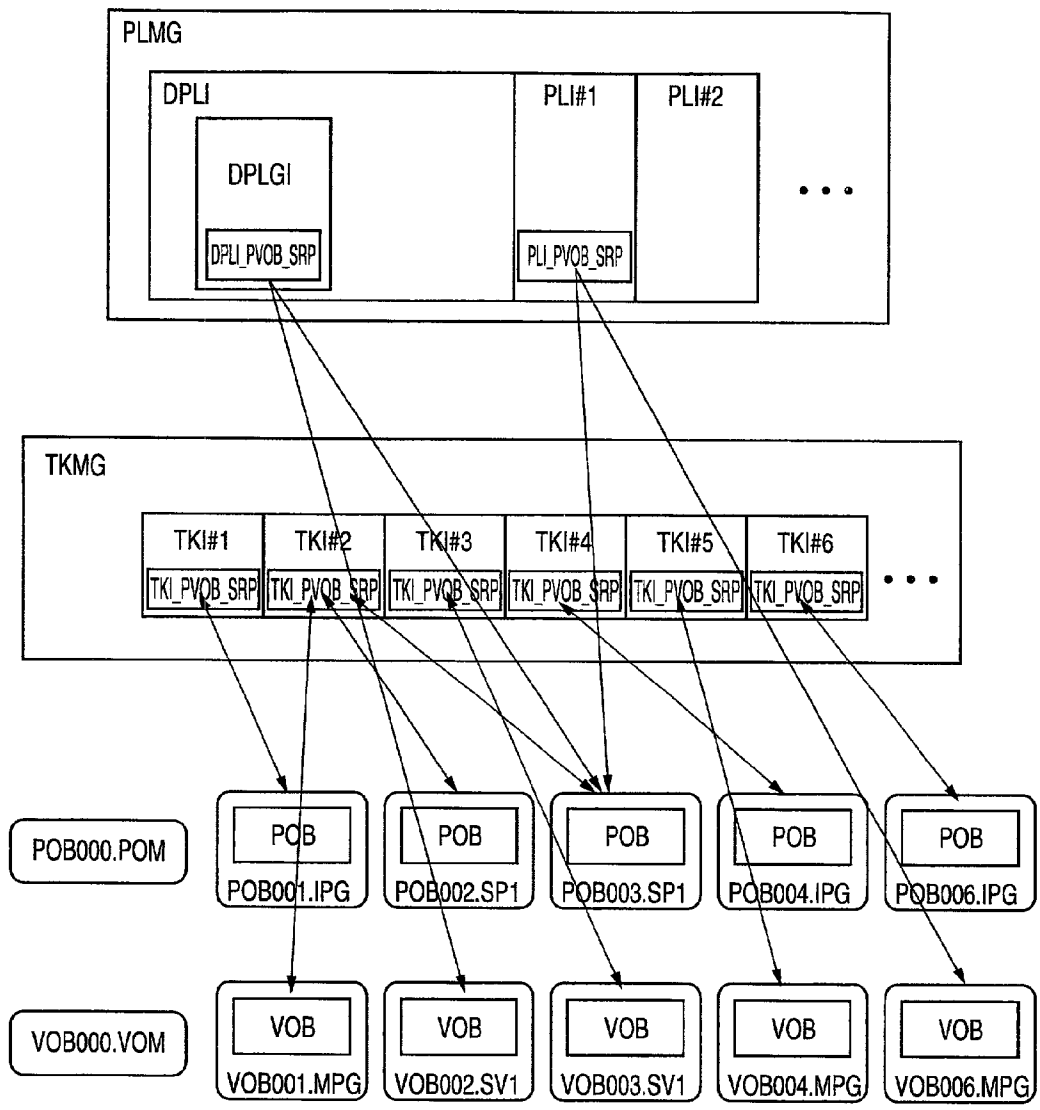 PLMG
DPLI
PLI#1
PLI#2
DPLGI
DPLI_PVOB_SRP
PLI_PVOB_SRP
TKMG
TKI#1
TKI#2
TKI#3
TKI#4
TKI#5
TKI#6
TKI_PVOB_SRP
TKI_PVOB_SRP
TKI_PVOB_SRP
TKI_PVOB_SRP
TKI_PVOB_SRP
TKI_PVOB_SRP
POB000.POM
POB
POB
POB
POB
POB
POB001.IPG
POB002.SP1
POB003.SP1
POB004.IPG
POB006.IPG
VOB000.VOM
VOB
VOB
VOB
VOB
VOB
VOB001.MPG
VOB002.SV1
VOB003.SV1
VOB004.MPG
VOB006.MPG